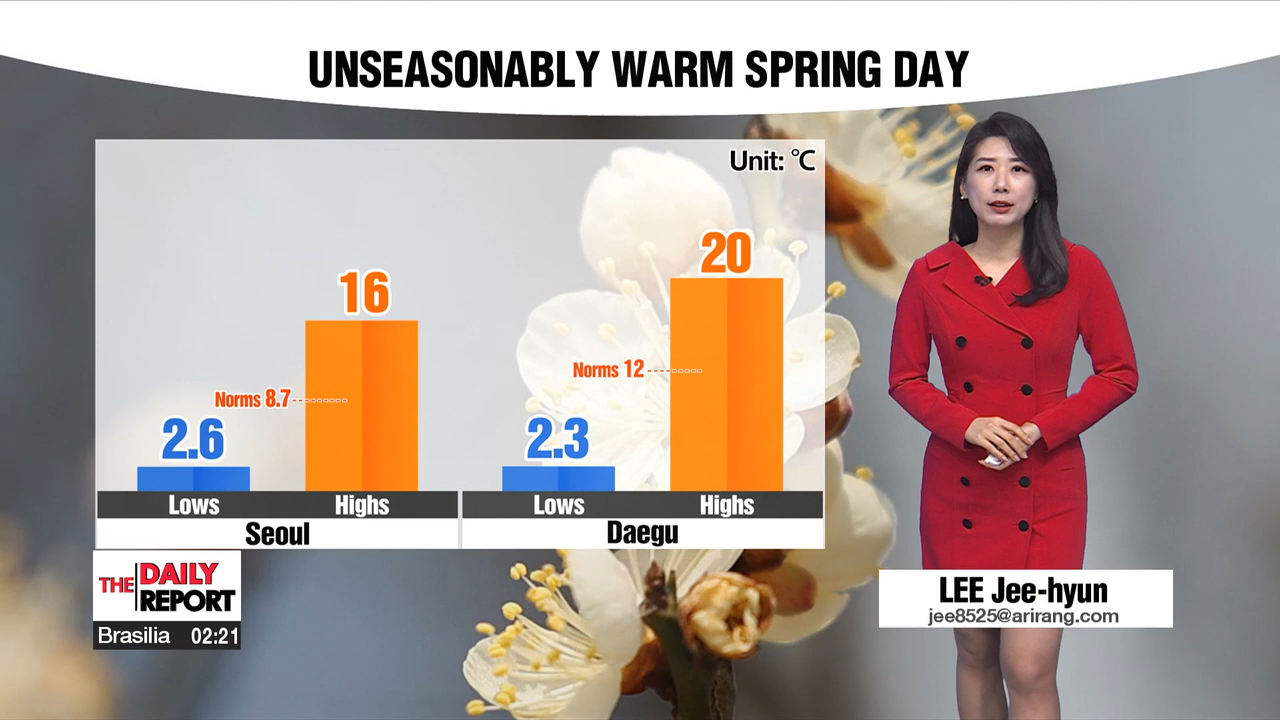 UNSEASONABLY WARM SPRING DAY
Unit: °C
2.6
Norms 8.7
16
2.3
Norms 12
20
Lows
Highs
Lows
Highs
Seoul
Daegu
THE DAILY
REPORT
Brasilia 02:21
LEE Jee-hyun
jee8525@arirang.com